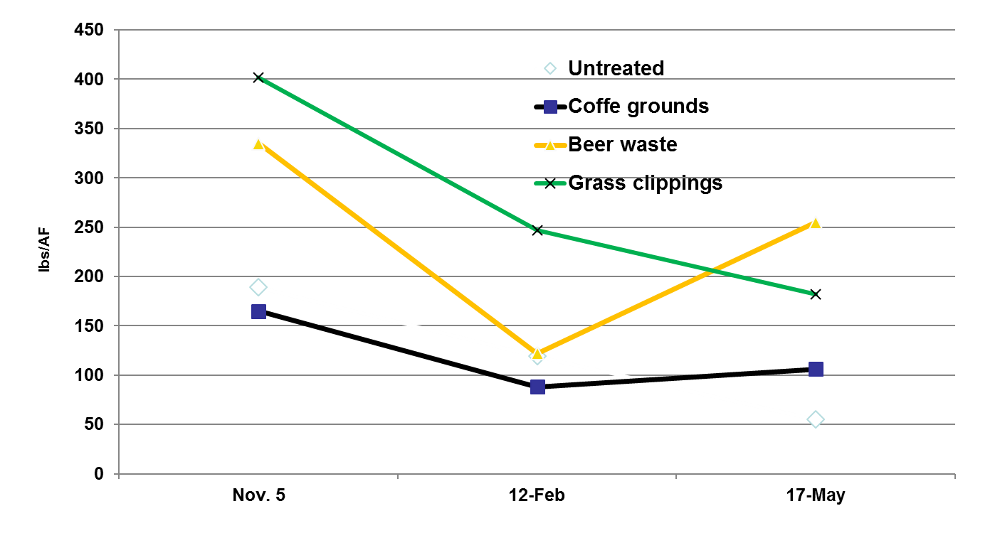 450
400
350
300
250
200
150
100
50
0
lbs/AF
Untreated
Coffe grounds
Beer waste
Grass clippings
Nov. 5
12-Feb
17-May